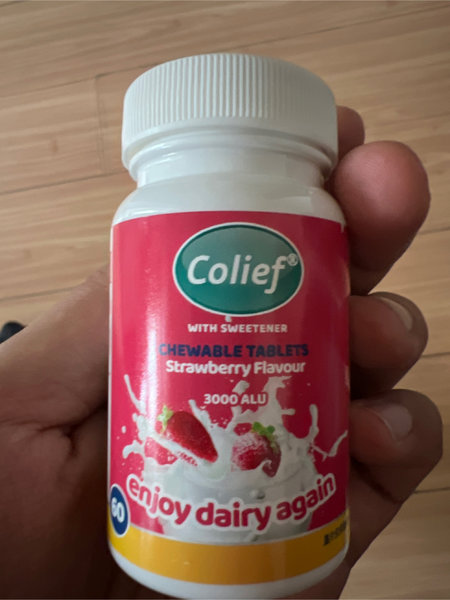 Colief®
WITH SWEETENER
CHEWABLE TABLETS
Strawberry Flavour
3000 ALU
enjoy dairy again
60